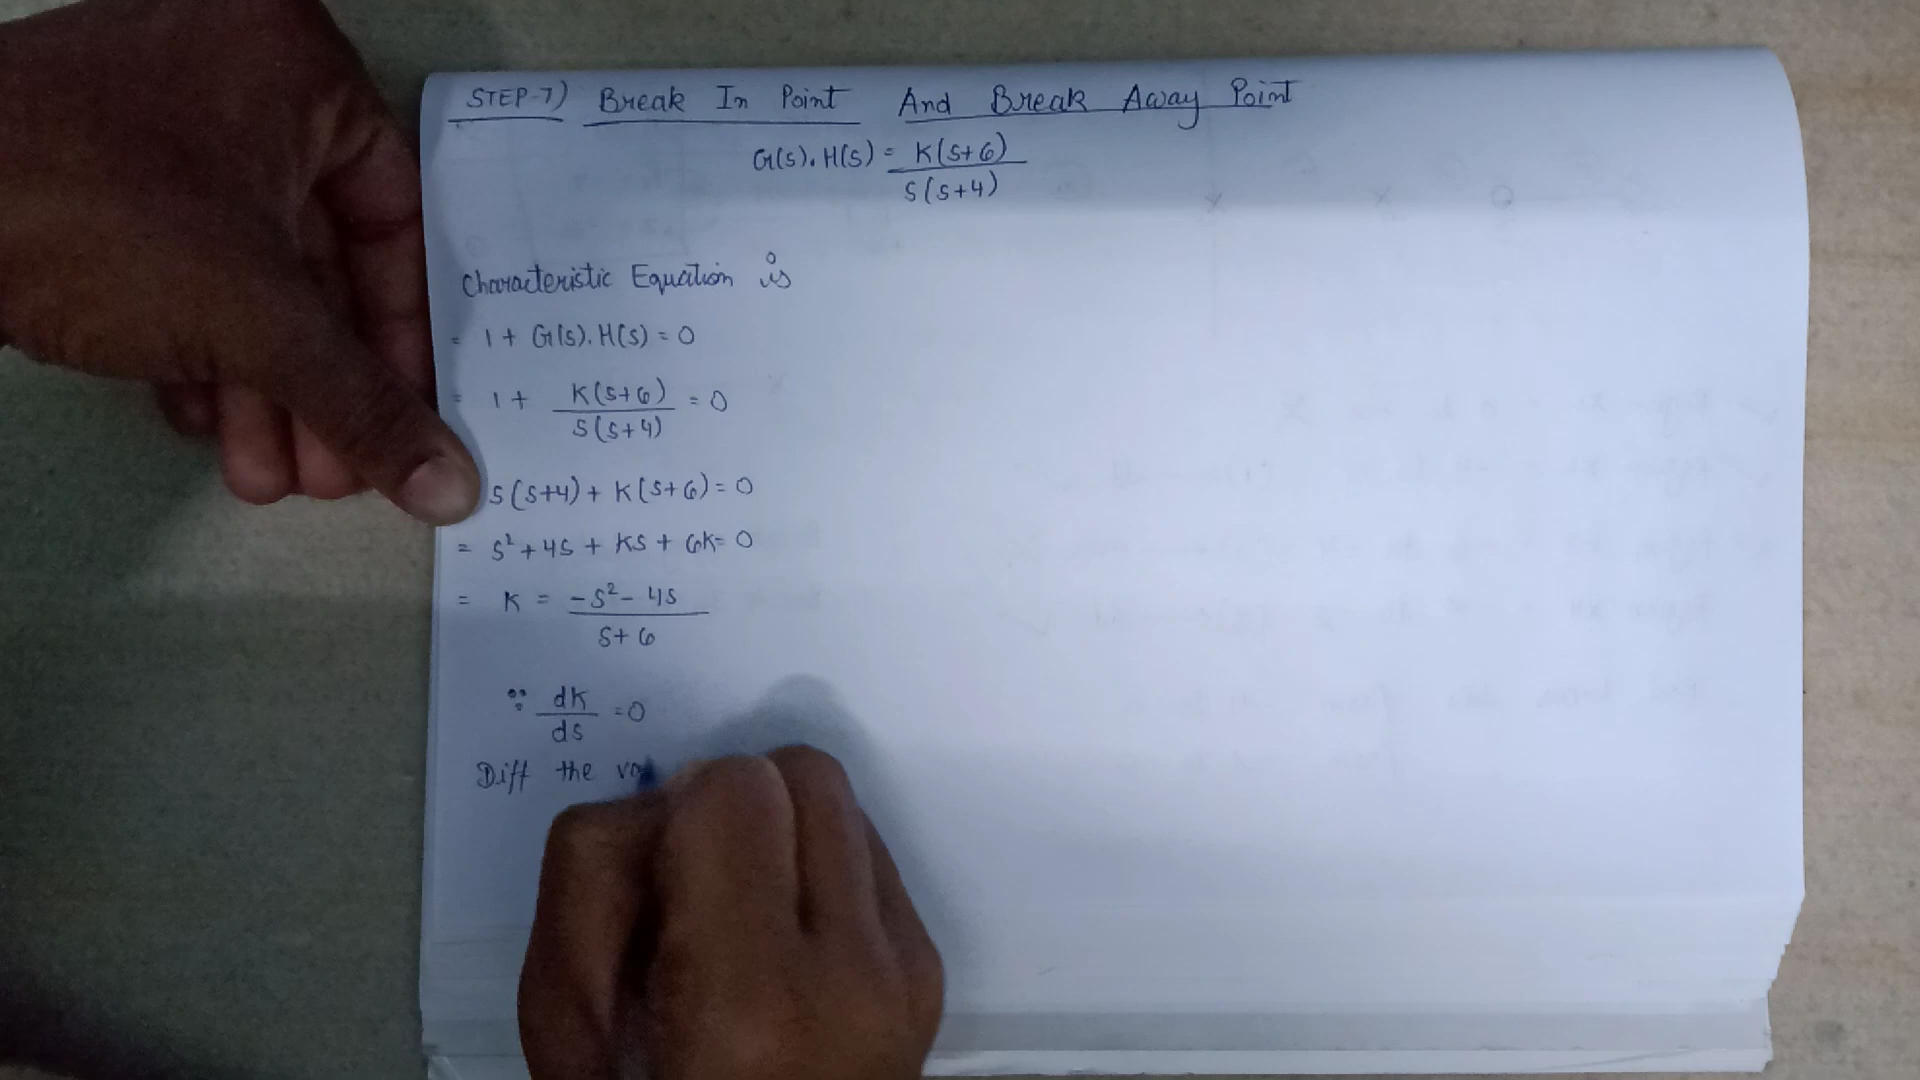 STEP-7) Break In Point And Break Away Point
G(s).H(s) = K(s+6)
s(s+4)
Characteristic Equation is
= 1 + G(s).H(s) = 0
= 1 + K(s+6) = 0
s(s+4)
s(s+4) + K(s+6) = 0
= s² + 4s + Ks + 6K = 0
= K = -s² - 4s
s+6
∵ dK = 0
ds
Diff the